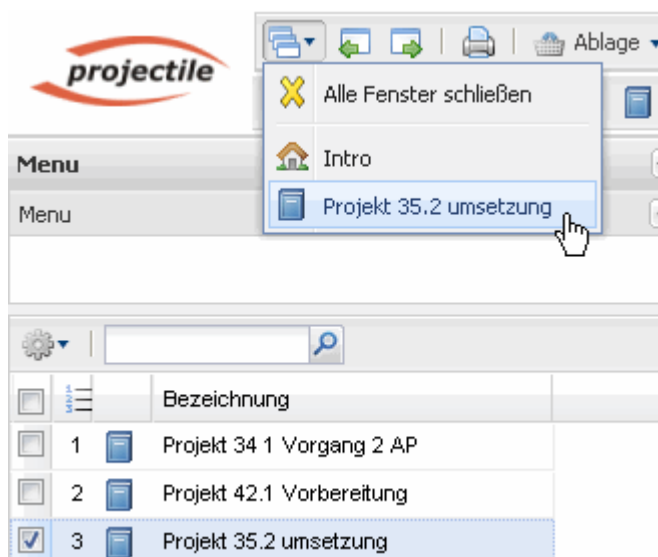 projectile
Ablage
Alle Fenster schließen
Intro
Projekt 35.2 umsetzung
Menu
Menu
Bezeichnung
1 Projekt 34 1 Vorgang 2 AP
2 Projekt 42.1 Vorbereitung
3 Projekt 35.2 umsetzung